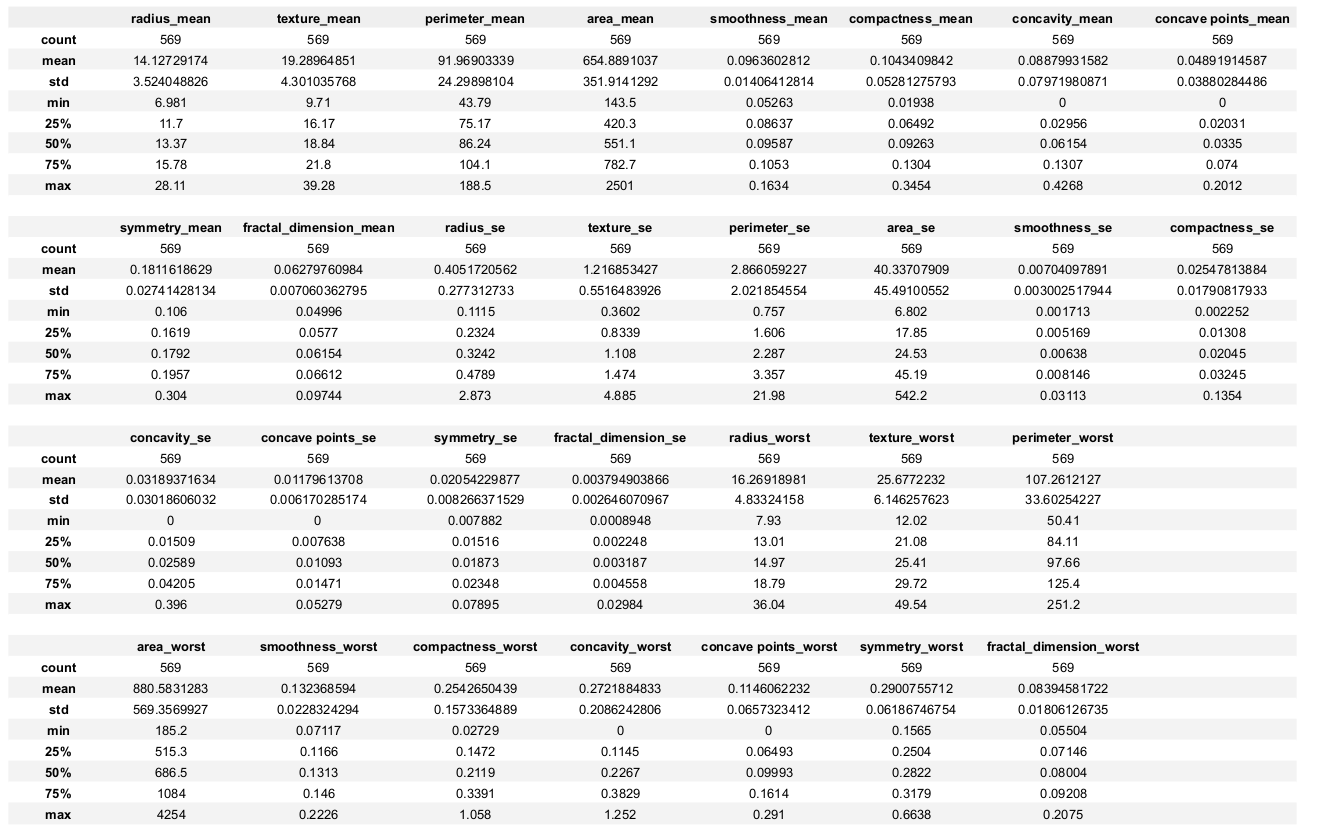 radius_mean texture_mean perimeter_mean area_mean smoothness_mean compactness_mean concavity_mean concave points_mean
count 569 569 569 569 569 569 569 569
mean 14.12729174 19.28964851 91.96903339 654.8891037 0.0963602812 0.1043409842 0.08879931582 0.04891914587
std 3.524048826 4.301035768 24.29898104 351.9141292 0.01406412814 0.05281275793 0.07971980871 0.03880284486
min 6.981 9.71 43.79 143.5 0.05263 0.01938 0 0
25% 11.7 16.17 75.17 420.3 0.08637 0.06492 0.02956 0.02031
50% 13.37 18.84 86.24 551.1 0.09587 0.09263 0.06154 0.0335
75% 15.78 21.8 104.1 782.7 0.1053 0.1304 0.1307 0.074
max 28.11 39.28 188.5 2501 0.1634 0.3454 0.4268 0.2012
symmetry_mean fractal_dimension_mean radius_se texture_se perimeter_se area_se smoothness_se compactness_se
count 569 569 569 569 569 569 569 569
mean 0.1811618629 0.06279760984 0.4051720562 1.216853427 2.866059227 40.33707909 0.00704097891 0.02547813884
std 0.02741428134 0.007060362795 0.277312733 0.5516483926 2.021854554 45.49100552 0.003002517944 0.01790817933
min 0.106 0.04996 0.1115 0.3602 0.757 6.802 0.001713 0.002252
25% 0.1619 0.0577 0.2324 0.8339 1.606 17.85 0.005169 0.01308
50% 0.1792 0.06154 0.3242 1.108 2.287 24.53 0.00638 0.02045
75% 0.1957 0.06612 0.4789 1.474 3.357 45.19 0.008146 0.03245
max 0.304 0.09744 2.873 4.885 21.98 542.2 0.03113 0.1354
concavity_se concave points_se symmetry_se fractal_dimension_se radius_worst texture_worst perimeter_worst
count 569 569 569 569 569 569 569
mean 0.03189371634 0.01179613708 0.02054229877 0.003794903866 16.26918981 25.6772232 107.2612127
std 0.03018606032 0.006170285174 0.008266371529 0.002646070967 4.83324158 6.146257623 33.60254227
min 0 0 0.007882 0.0008948 7.93 12.02 50.41
25% 0.01509 0.007638 0.01516 0.002248 13.01 21.08 84.11
50% 0.02589 0.01093 0.01873 0.003187 14.97 25.41 97.66
75% 0.04205 0.01471 0.02348 0.004558 18.79 29.72 125.4
max 0.396 0.05279 0.07895 0.02984 36.04 49.54 251.2
area_worst smoothness_worst compactness_worst concavity_worst concave points_worst symmetry_worst fractal_dimension_worst
count 569 569 569 569 569 569 569
mean 880.5831283 0.132368594 0.2542650439 0.2721884833 0.1146062232 0.2900755712 0.08394581722
std 569.3569927 0.0228324294 0.1573364889 0.2086242806 0.0657323412 0.06186746754 0.01806126735
min 185.2 0.07117 0.02729 0 0 0.1565 0.05504
25% 515.3 0.1166 0.1472 0.1145 0.06493 0.2504 0.07146
50% 686.5 0.1313 0.2119 0.2267 0.09993 0.2822 0.08004
75% 1084 0.146 0.3391 0.3829 0.1614 0.3179 0.09208
max 4254 0.2226 1.058 1.252 0.291 0.6638 0.2075